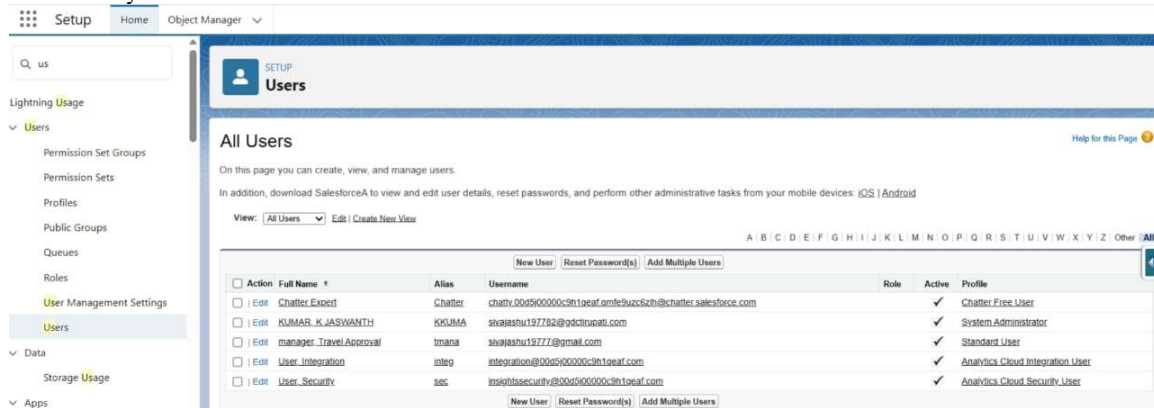 Setup Home Object Manager
us
Lightning Usage
Users
Permission Set Groups
Permission Sets
Profiles
Public Groups
Queues
Roles
User Management Settings
Users
Data
Storage Usage
Apps
SETUP
Users
All Users
Help for this Page
On this page you can create, view, and manage users.
In addition, download SalesforceA to view and edit user details, reset passwords, and perform other administrative tasks from your mobile devices: iOS | Android
View: All Users Edit | Create New View
A B C D E F G H I J K L M N O P Q R S T U V W X Y Z Other All
New User Reset Password(s) Add Multiple Users
Action Full Name Alias Username Role Active Profile
Edit Chatter Expert Chatter chatty.00d5j00000c9h1qeaf.qmfe9uzc6zlh@chatter.salesforce.com Chatter Free User
Edit KUMAR, K JASWANTH KKUMA sivajashu197782@gdctirupati.com System Administrator
Edit manager, Travel Approval tmana sivajashu19777@gmail.com Standard User
Edit User, Integration integ integration@00d5j00000c9h1qeaf.com Analytics Cloud Integration User
Edit User, Security sec insightssecurity@00d5j00000c9h1qeaf.com Analytics Cloud Security User
New User Reset Password(s) Add Multiple Users